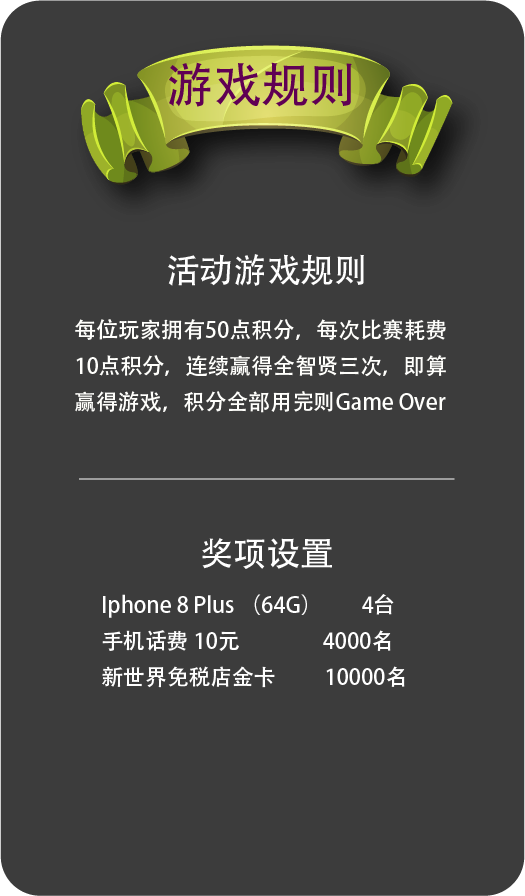 游戏规则
活动游戏规则
每位玩家拥有50点积分，每次比赛耗费
10点积分，连续赢得全智贤三次，即算
赢得游戏，积分全部用完则Game Over
奖项设置
Iphone 8 Plus （64G） 4台
手机话费 10元 4000名
新世界免税店金卡 10000名